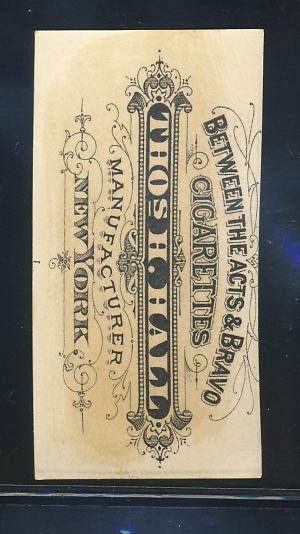 BETWEEN THE ACTS & BRAVO
CIGARETTES
THOS. H. HALL
MANUFACTURER
NEW YORK